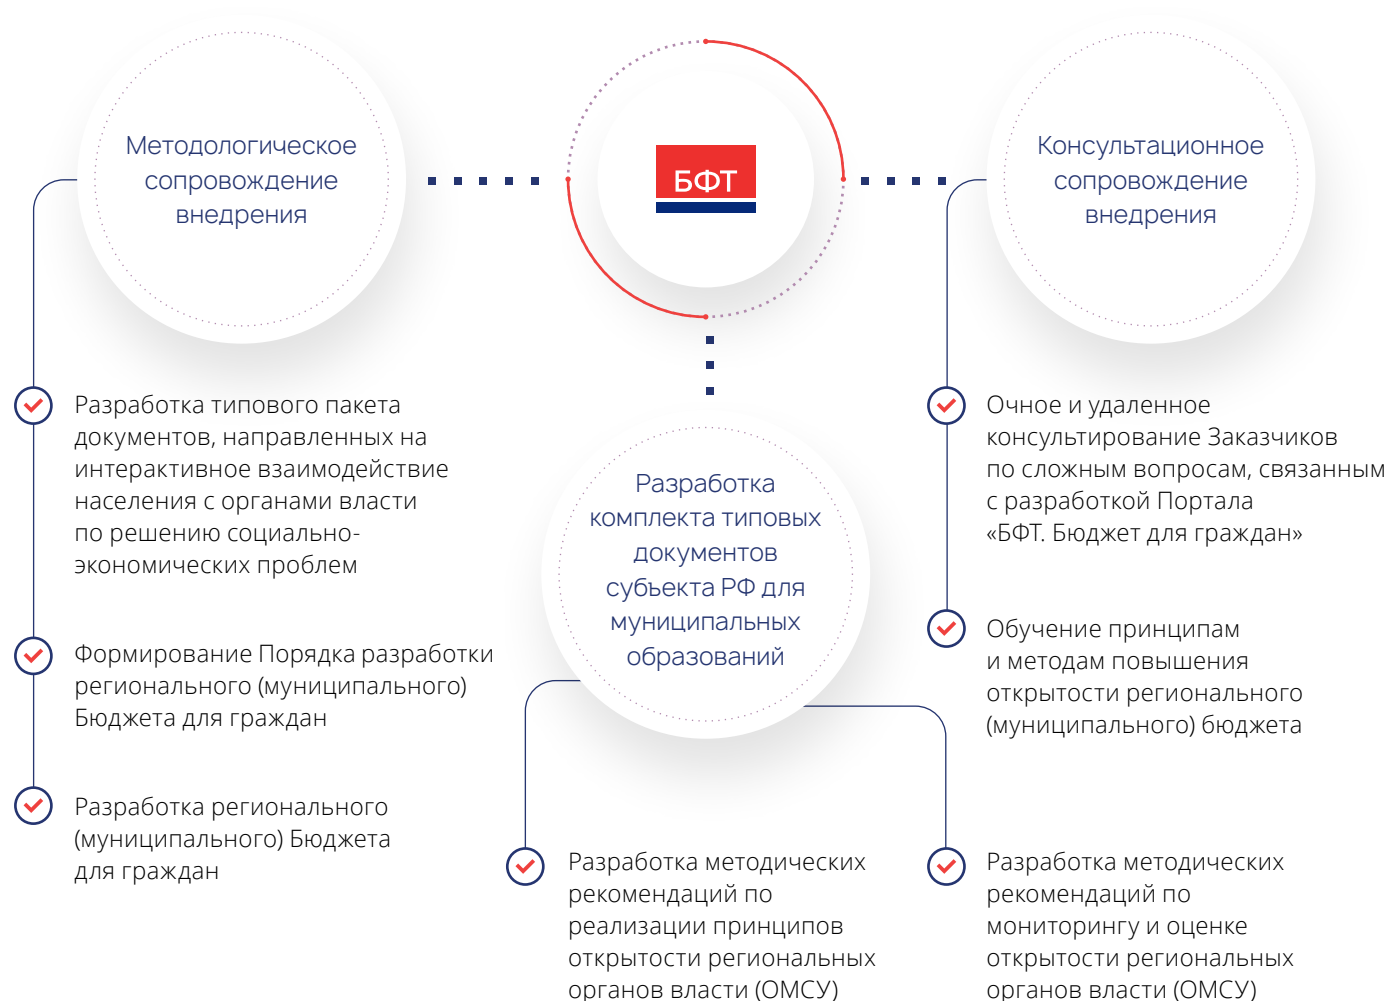 Методологическое
сопровождение
внедрения
БФТ
Консультационное
сопровождение
внедрения
Разработка типового пакета
документов, направленных на
интерактивное взаимодействие
населения с органами власти
по решению социально-
экономических проблем
Формирование Порядка разработки
регионального (муниципального)
Бюджета для граждан
Разработка регионального
(муниципального) Бюджета
для граждан
Разработка
комплекта типовых
документов
субъекта РФ для
муниципальных
образований
Разработка методических
рекомендаций по
реализации принципов
открытости региональных
органов власти (ОМСУ)
Очное и удаленное
консультирование Заказчиков
по сложным вопросам, связанным
с разработкой Портала
«БФТ. Бюджет для граждан»
Обучение принципам
и методам повышения
открытости регионального
(муниципального) бюджета
Разработка методических
рекомендаций по
мониторингу и оценке
открытости региональных
органов власти (ОМСУ)